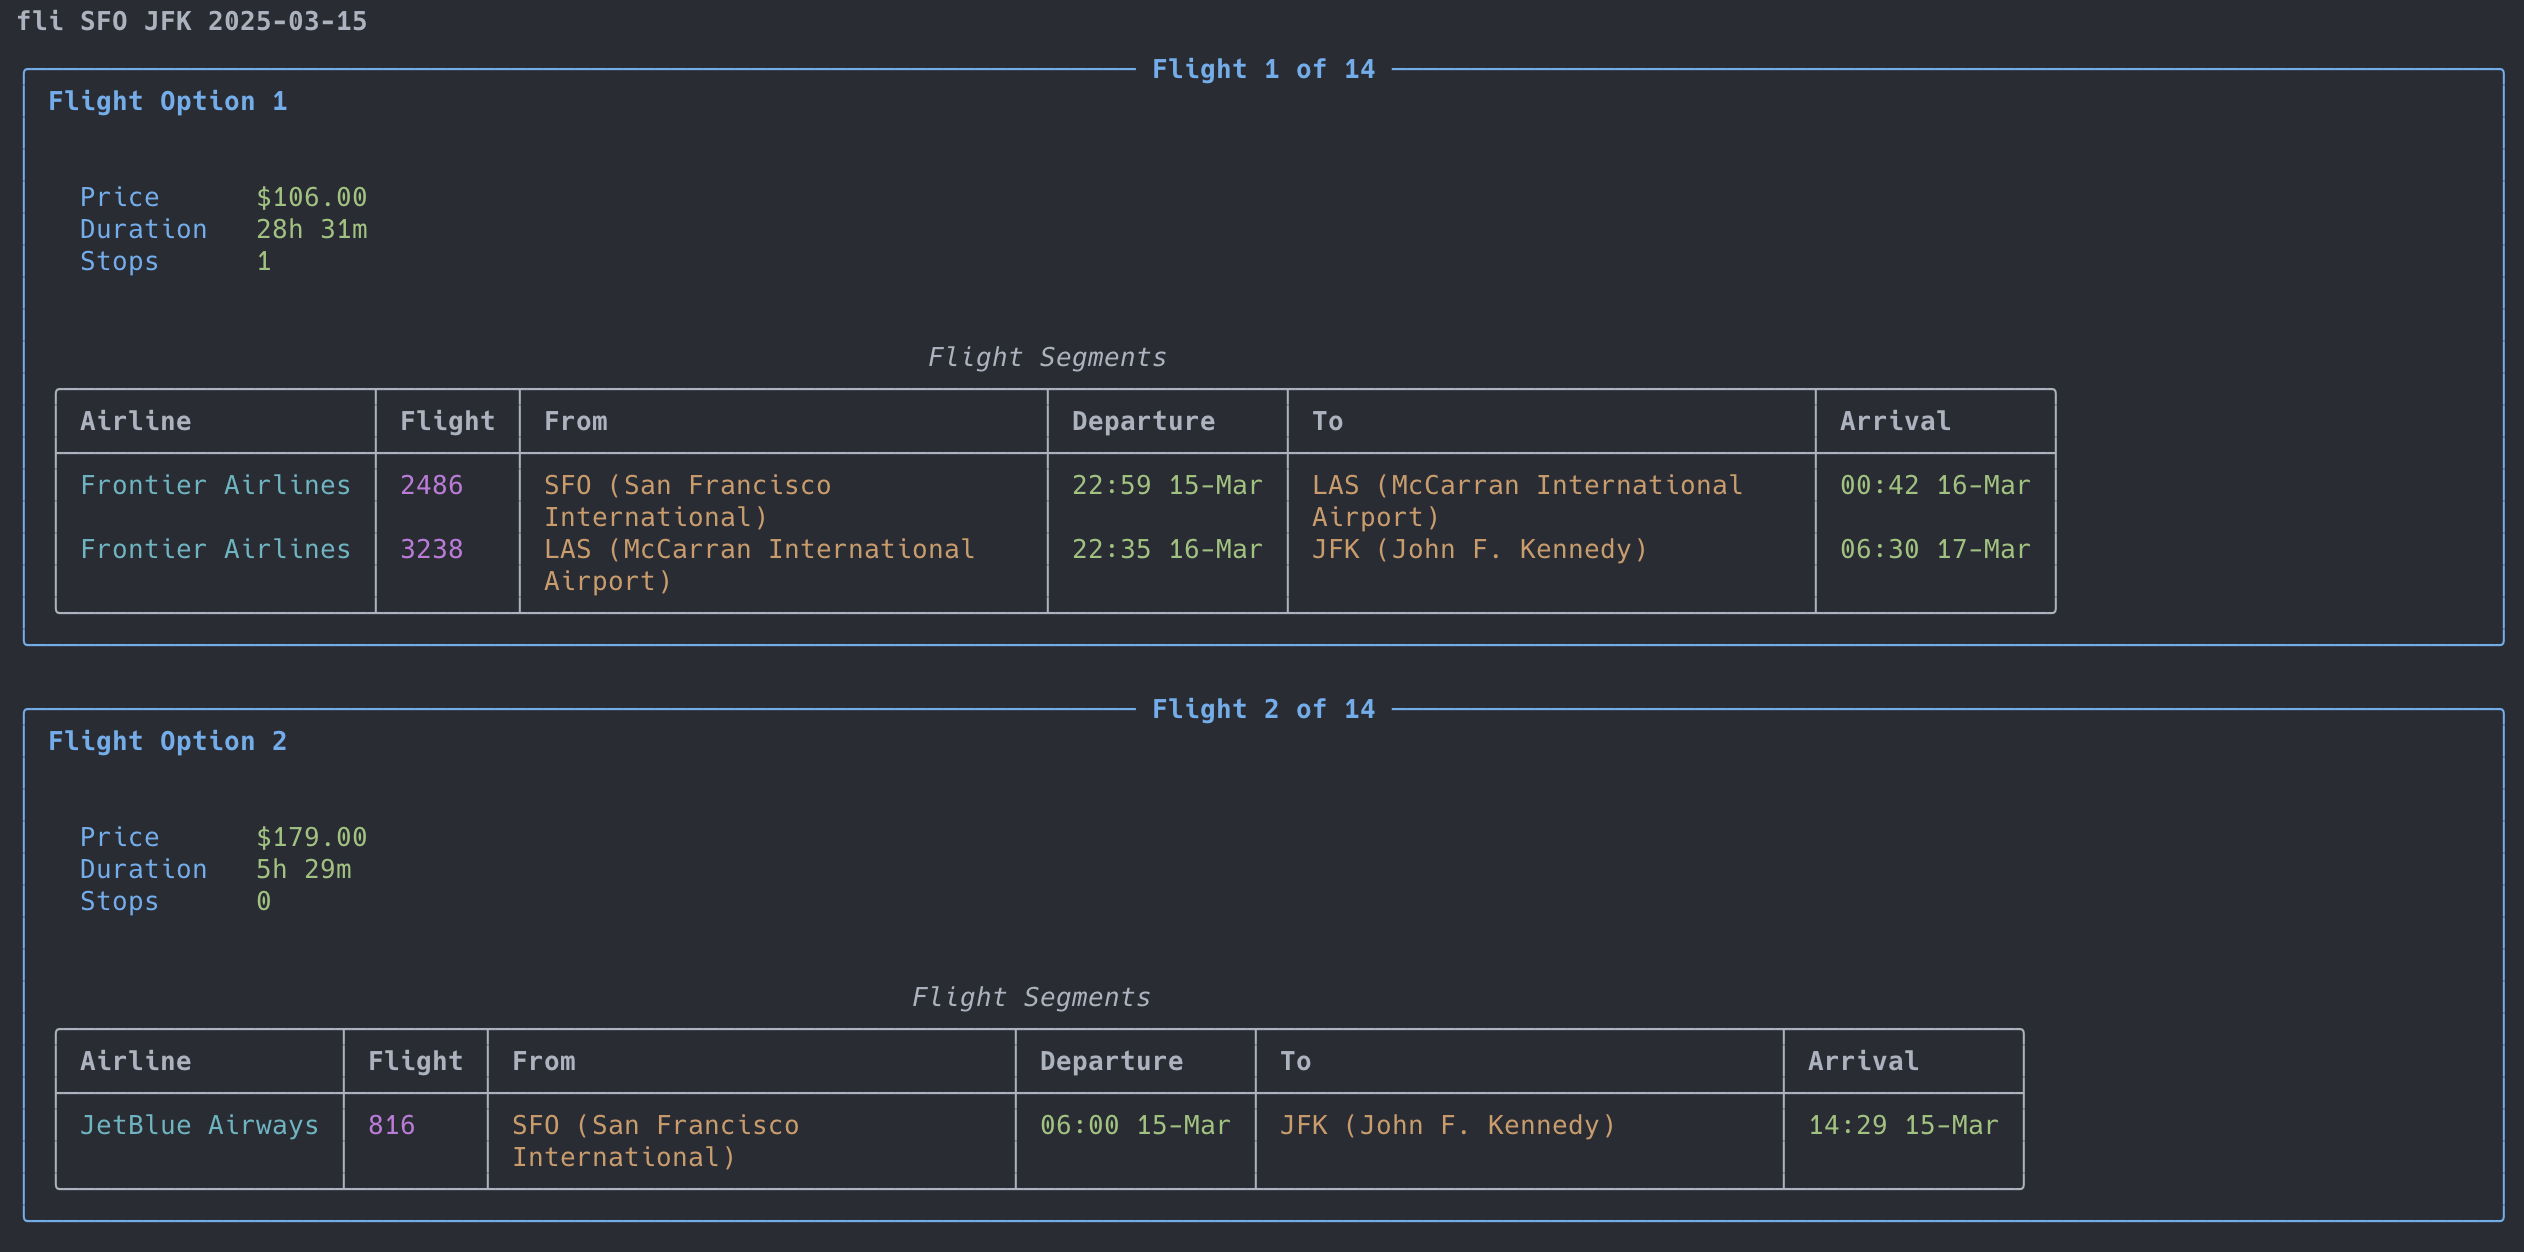 fli SFO JFK 2025-03-15
Flight 1 of 14
Flight Option 1
Price $106.00
Duration 28h 31m
Stops 1
Flight Segments
Airline Flight From Departure To Arrival
Frontier Airlines 2486 SFO (San Francisco 22:59 15-Mar LAS (McCarran International 00:42 16-Mar
International) Airport)
Frontier Airlines 3238 LAS (McCarran International 22:35 16-Mar JFK (John F. Kennedy) 06:30 17-Mar
Airport)
Flight 2 of 14
Flight Option 2
Price $179.00
Duration 5h 29m
Stops 0
Flight Segments
Airline Flight From Departure To Arrival
JetBlue Airways 816 SFO (San Francisco 06:00 15-Mar JFK (John F. Kennedy) 14:29 15-Mar
International)